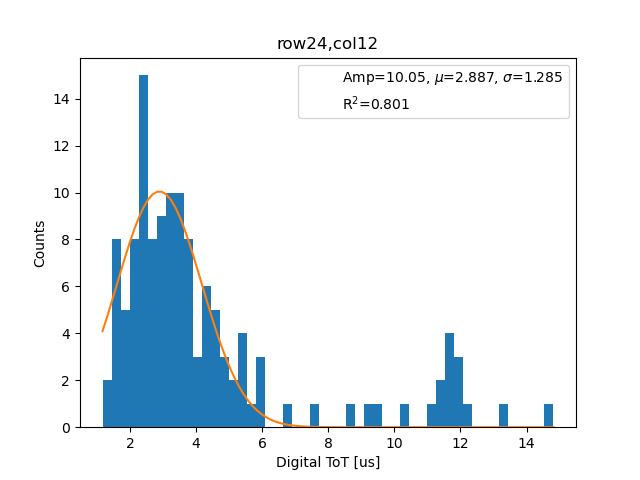 row24,col12
Amp=10.05, μ=2.887, σ=1.285
R²=0.801
Counts
14
12
10
8
6
4
2
0
2 4 6 8 10 12 14
Digital ToT [us]